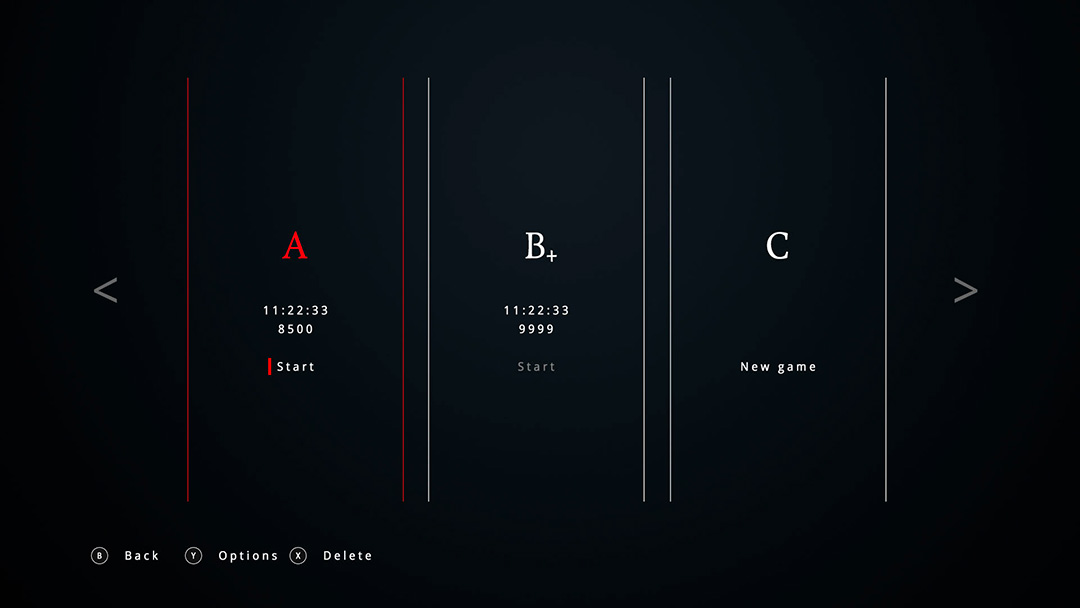 A
11:22:33
8500
Start
B+
11:22:33
9999
Start
C
New game
<
>
B Back Y Options X Delete